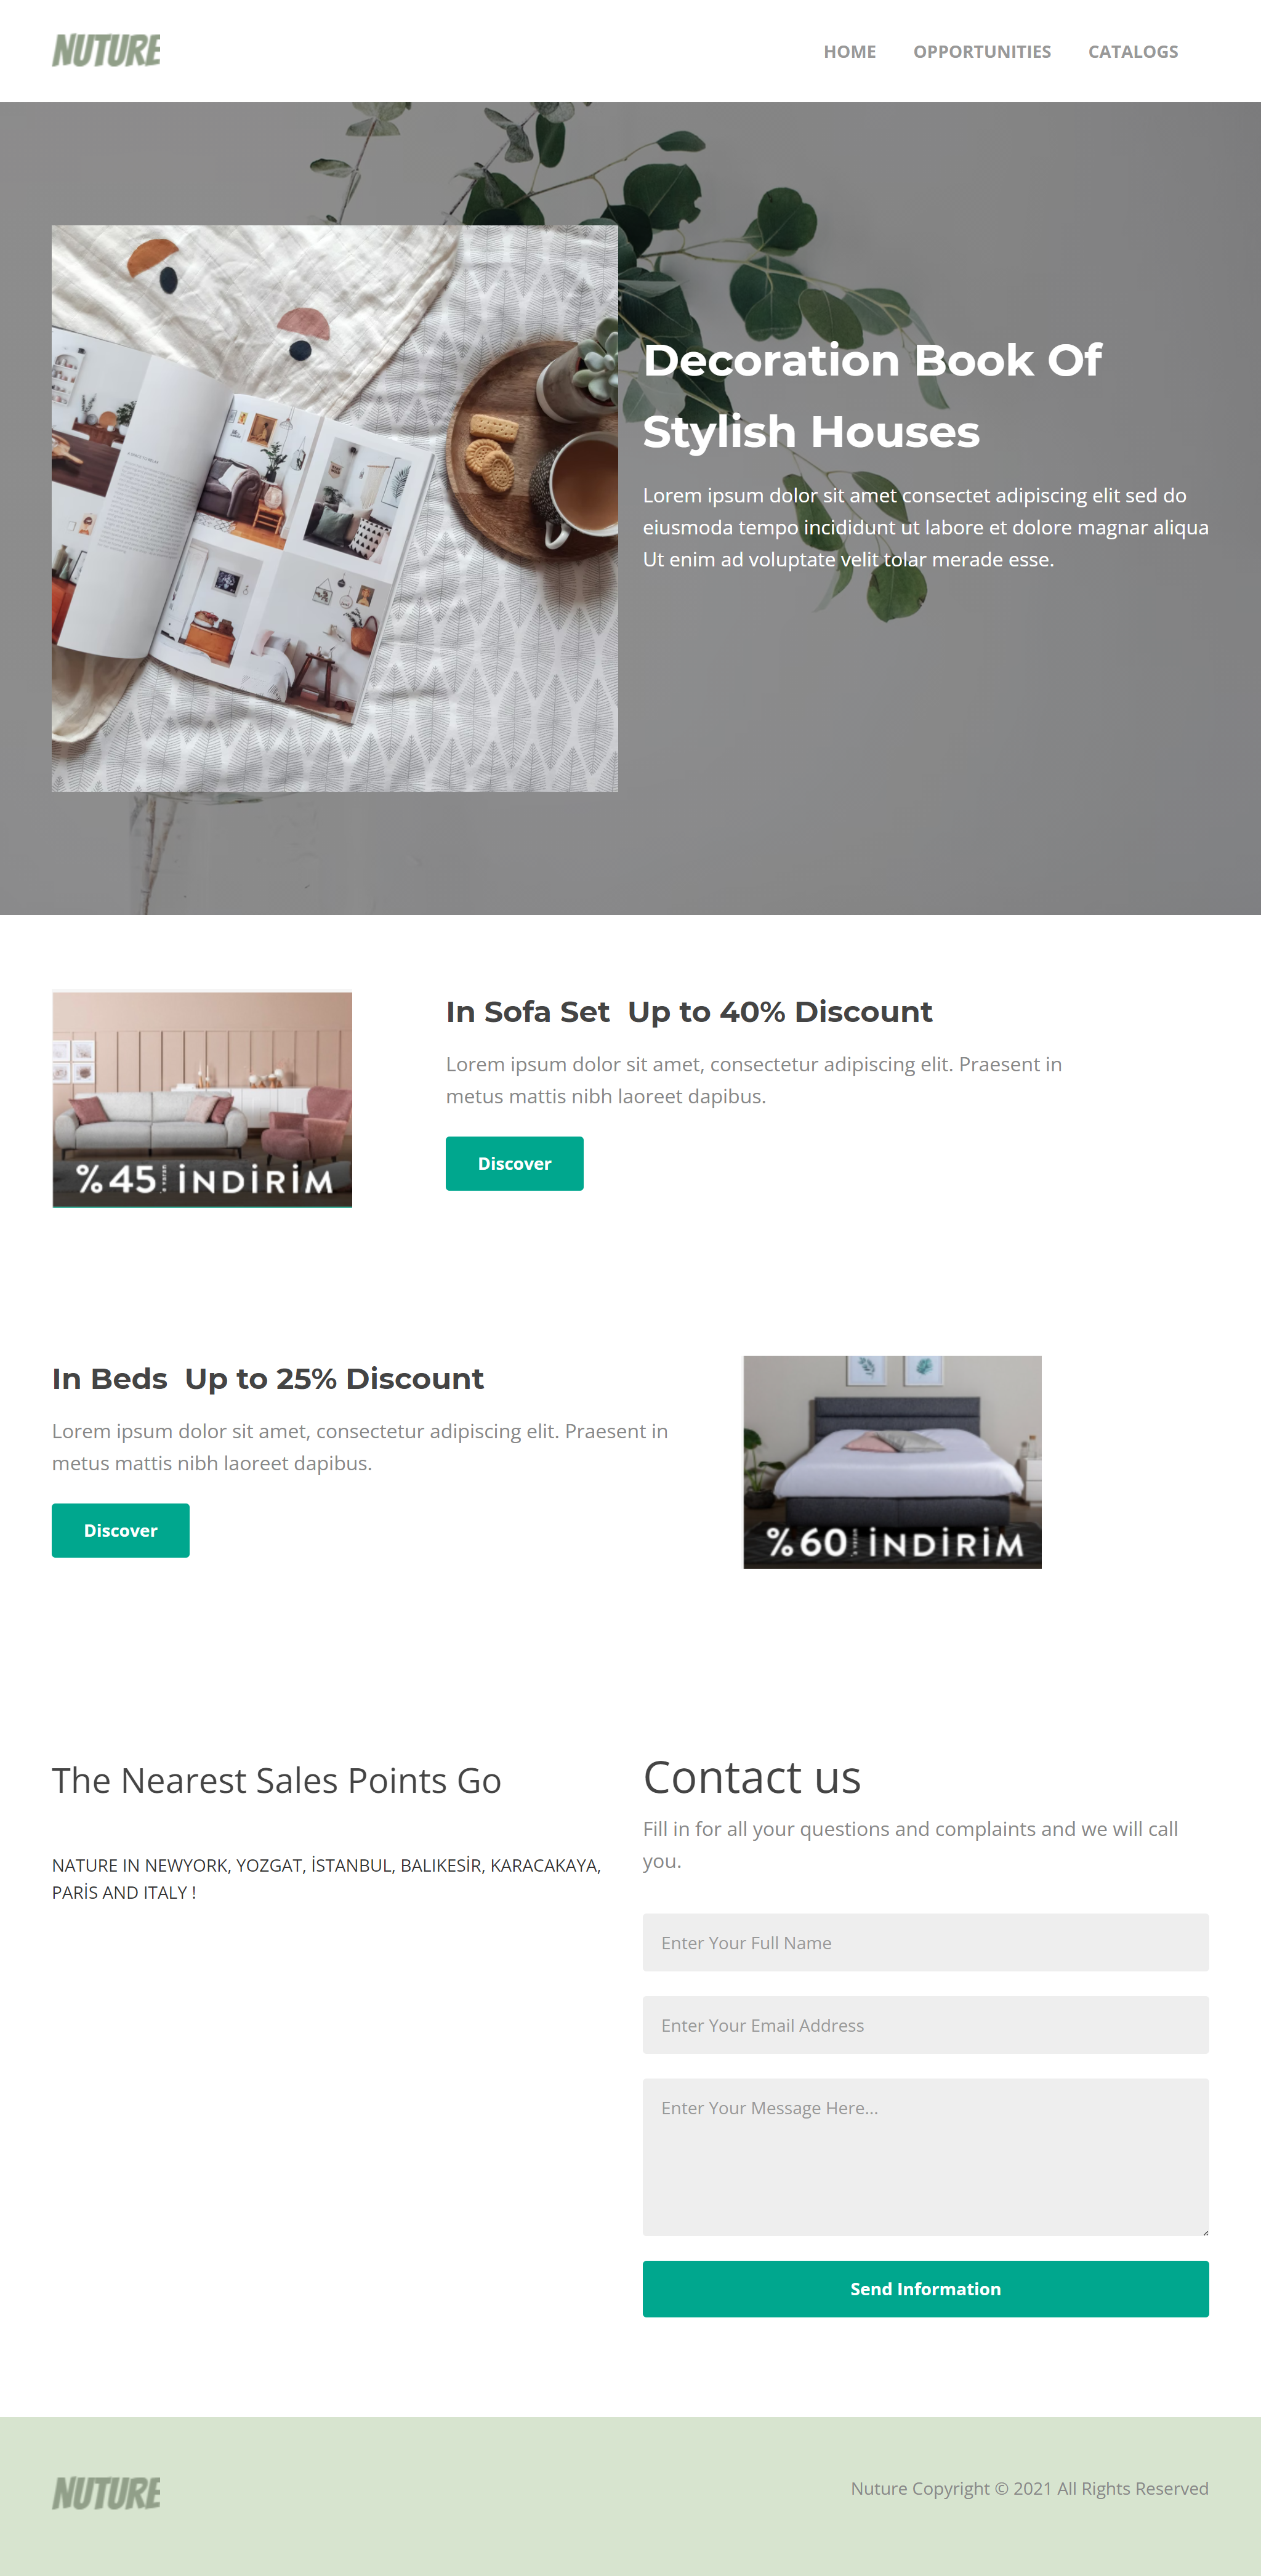 NUTURE
HOME
OPPORTUNITIES
CATALOGS
Decoration Book Of
Stylish Houses
Lorem ipsum dolor sit amet consectet adipiscing elit sed do
eiusmoda tempo incididunt ut labore et dolore magnar aliqua
Ut enim ad voluptate velit tolar merade esse.
%45 İNDİRİM
In Sofa Set  Up to 40% Discount
Lorem ipsum dolor sit amet, consectetur adipiscing elit. Praesent in
metus mattis nibh laoreet dapibus.
Discover
In Beds  Up to 25% Discount
Lorem ipsum dolor sit amet, consectetur adipiscing elit. Praesent in
metus mattis nibh laoreet dapibus.
Discover
%60 İNDİRİM
The Nearest Sales Points Go
NATURE IN NEWYORK, YOZGAT, İSTANBUL, BALIKESİR, KARACAKAYA,
PARİS AND ITALY !
Contact us
Fill in for all your questions and complaints and we will call
you.
Enter Your Full Name
Enter Your Email Address
Enter Your Message Here...
Send Information
NUTURE
Nuture Copyright © 2021 All Rights Reserved